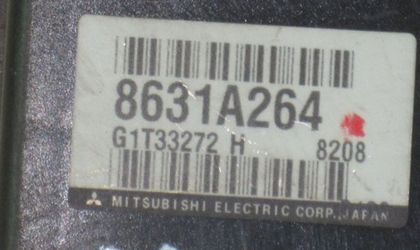 8631A264
G1T33272 H 8208
MITSUBISHI ELECTRIC CORP. JAPAN